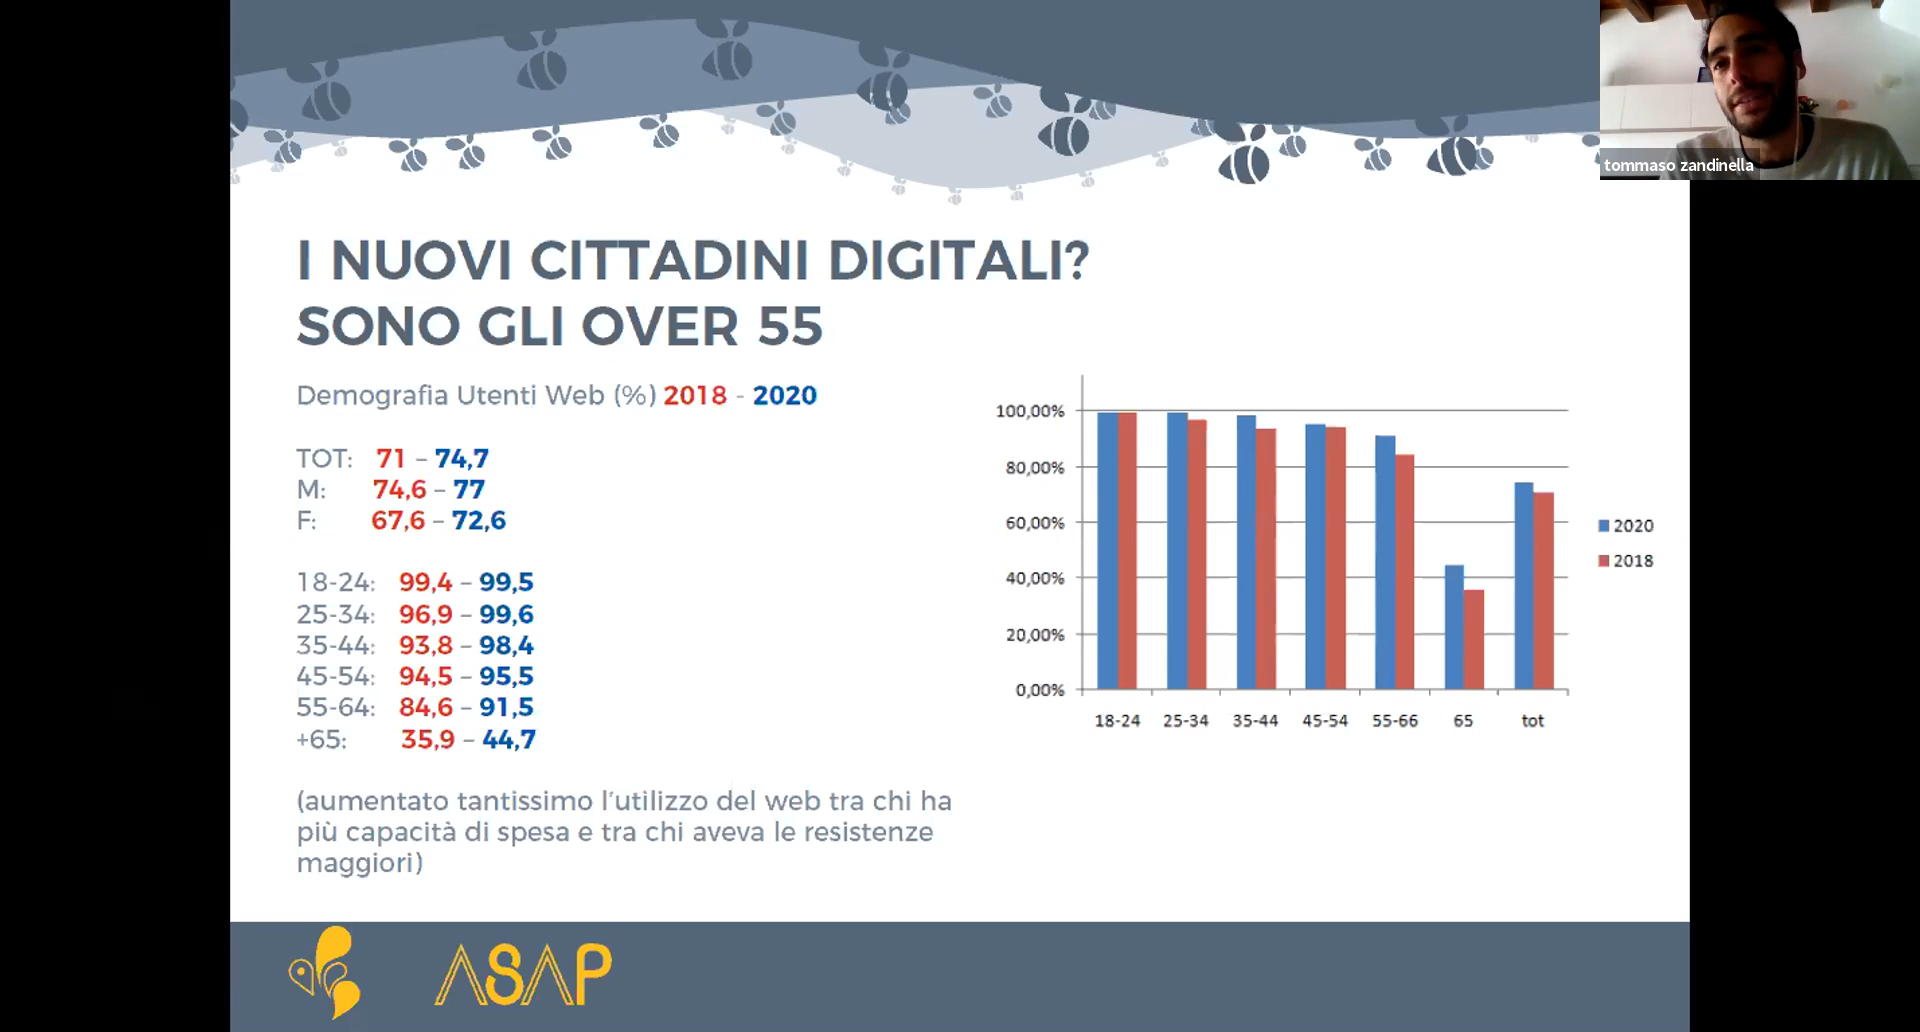 tommaso zandinella
I NUOVI CITTADINI DIGITALI?
SONO GLI OVER 55
Demografia Utenti Web (%) 2018 - 2020
TOT: 71 – 74,7
M: 74,6 – 77
F: 67,6 – 72,6
18-24: 99,4 – 99,5
25-34: 96,9 – 99,6
35-44: 93,8 – 98,4
45-54: 94,5 – 95,5
55-64: 84,6 – 91,5
+65: 35,9 – 44,7
(aumentato tantissimo l'utilizzo del web tra chi ha
più capacità di spesa e tra chi aveva le resistenze
maggiori)
100,00%
80,00%
60,00%
40,00%
20,00%
0,00%
18-24 25-34 35-44 45-54 55-66 65 tot
2020
2018
ASAP